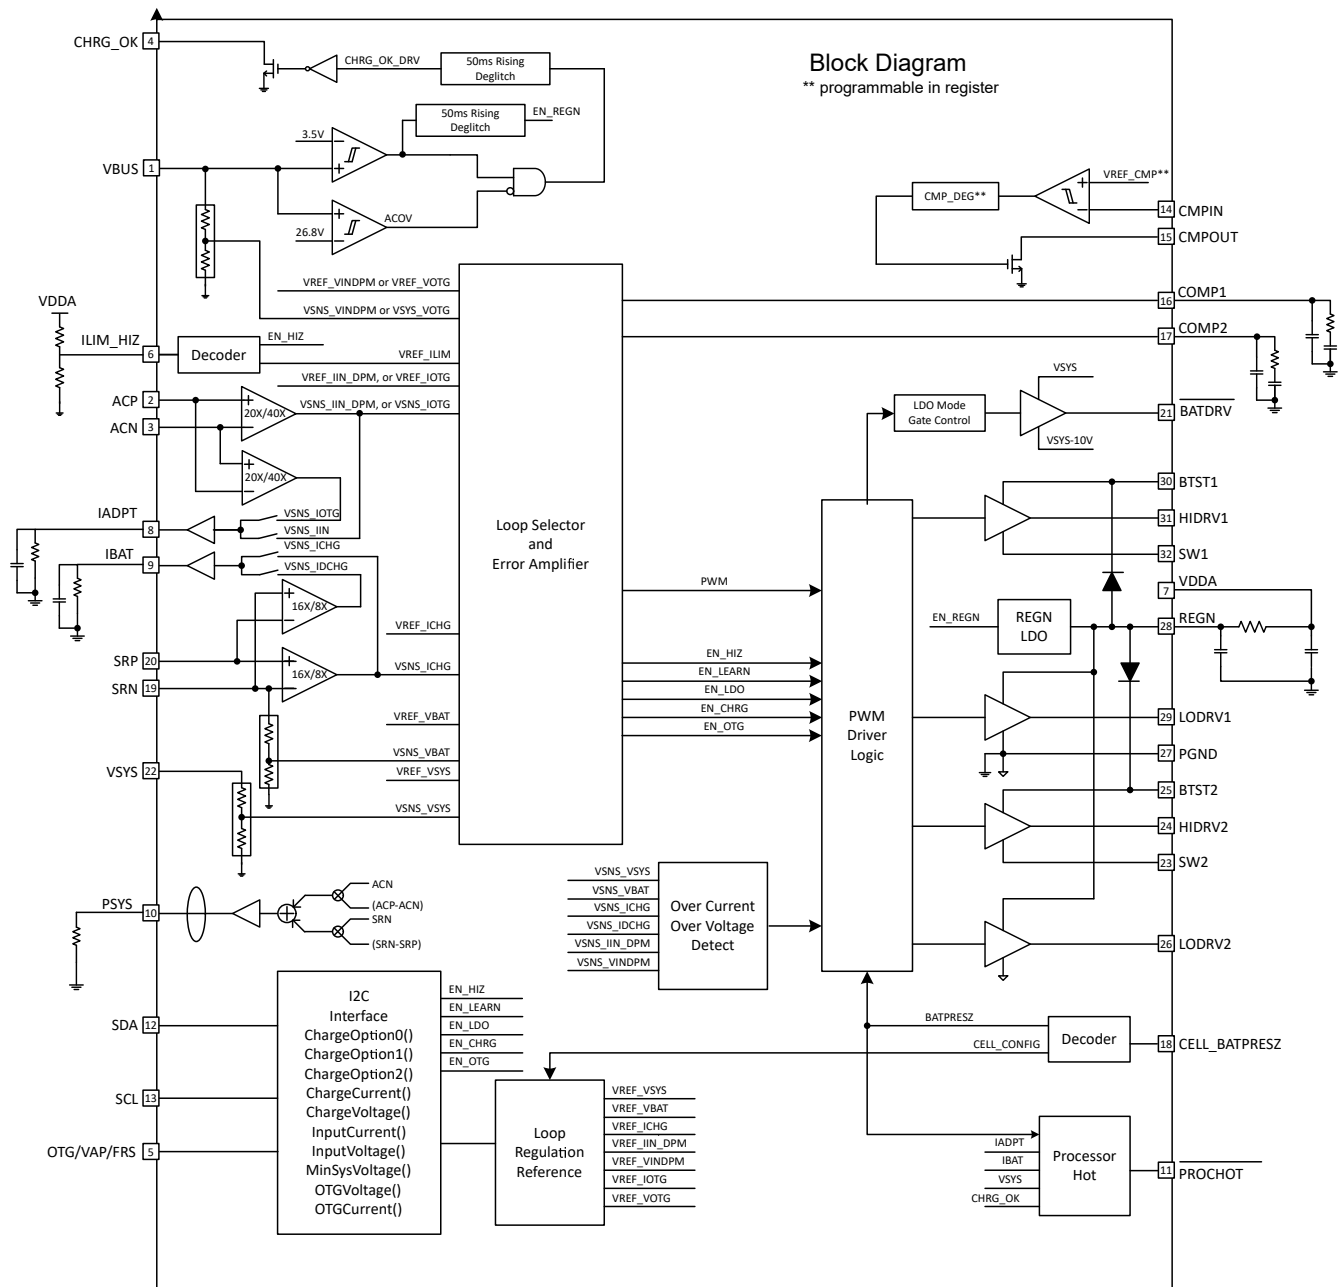 Block Diagram
** programmable in register
CHRG_OK
4
CHRG_OK_DRV
50ms Rising
Deglitch
50ms Rising
Deglitch
EN_REGN
3.5V
VBUS
1
ACOV
26.8V
VREF_CMP**
CMP_DEG**
14
CMPIN
15
CMPOUT
VREF_VINDPM or VREF_VOTG
VSNS_VINDPM or VSYS_VOTG
16
COMP1
17
COMP2
VDDA
ILIM_HIZ
6
Decoder
EN_HIZ
VREF_ILIM
VREF_IIN_DPM, or VREF_IOTG
ACP
2
20X/40X
VSNS_IIN_DPM, or VSNS_IOTG
ACN
3
20X/40X
IADPT
8
VSNS_IOTG
VSNS_IIN
IBAT
9
VSNS_ICHG
VSNS_IDCHG
16X/8X
VREF_ICHG
SRP
20
16X/8X
VSNS_ICHG
SRN
19
VREF_VBAT
VSNS_VBAT
VSYS
22
VREF_VSYS
VSNS_VSYS
Loop Selector
and
Error Amplifier
PWM
EN_HIZ
EN_LEARN
EN_LDO
EN_CHRG
EN_OTG
PWM
Driver
Logic
LDO Mode
Gate Control
VSYS
VSYS-10V
21
BATDRV
30
BTST1
31
HIDRV1
32
SW1
7
VDDA
EN_REGN
REGN
LDO
28
REGN
29
LODRV1
27
PGND
25
BTST2
24
HIDRV2
23
SW2
26
LODRV2
VSNS_VSYS
VSNS_VBAT
VSNS_ICHG
VSNS_IDCHG
VSNS_IIN_DPM
VSNS_VINDPM
Over Current
Over Voltage
Detect
PSYS
10
ACN
(ACP-ACN)
SRN
(SRN-SRP)
SDA
12
SCL
13
OTG/VAP/FRS
5
I2C
Interface
ChargeOption0()
ChargeOption1()
ChargeOption2()
ChargeCurrent()
ChargeVoltage()
InputCurrent()
InputVoltage()
MinSysVoltage()
OTGVoltage()
OTGCurrent()
EN_HIZ
EN_LEARN
EN_LDO
EN_CHRG
EN_OTG
Loop
Regulation
Reference
VREF_VSYS
VREF_VBAT
VREF_ICHG
VREF_IIN_DPM
VREF_VINDPM
VREF_IOTG
VREF_VOTG
BATPRESZ
CELL_CONFIG
Decoder
18
CELL_BATPRESZ
IADPT
IBAT
VSYS
CHRG_OK
Processor
Hot
11
PROCHOT